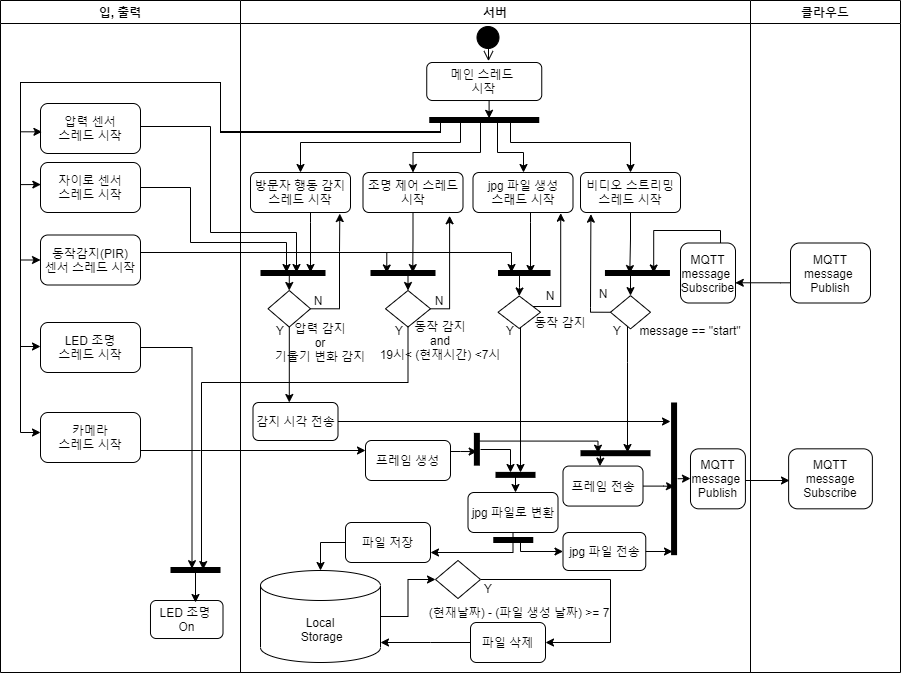 입, 출력
서버
클라우드
메인 스레드
시작
압력 센서
스레드 시작
자이로 센서
스레드 시작
동작감지(PIR)
센서 스레드 시작
LED 조명
스레드 시작
카메라
스레드 시작
방문자 행동 감지
스레드 시작
조명 제어 스레드
시작
jpg 파일 생성
스래드 시작
비디오 스트리밍
스레드 시작
MQTT
message
Subscribe
MQTT
message
Publish
N
Y
압력 감지
or
기울기 변화 감지
N
Y
동작 감지
and
19시< (현재시간) <7시
N
Y
동작 감지
N
Y
message == "start"
감지 시각 전송
프레임 생성
프레임 전송
MQTT
message
Publish
MQTT
message
Subscribe
jpg 파일로 변환
파일 저장
jpg 파일 전송
Local
Storage
Y
(현재날짜) - (파일 생성 날짜) >= 7
파일 삭제
LED 조명
On